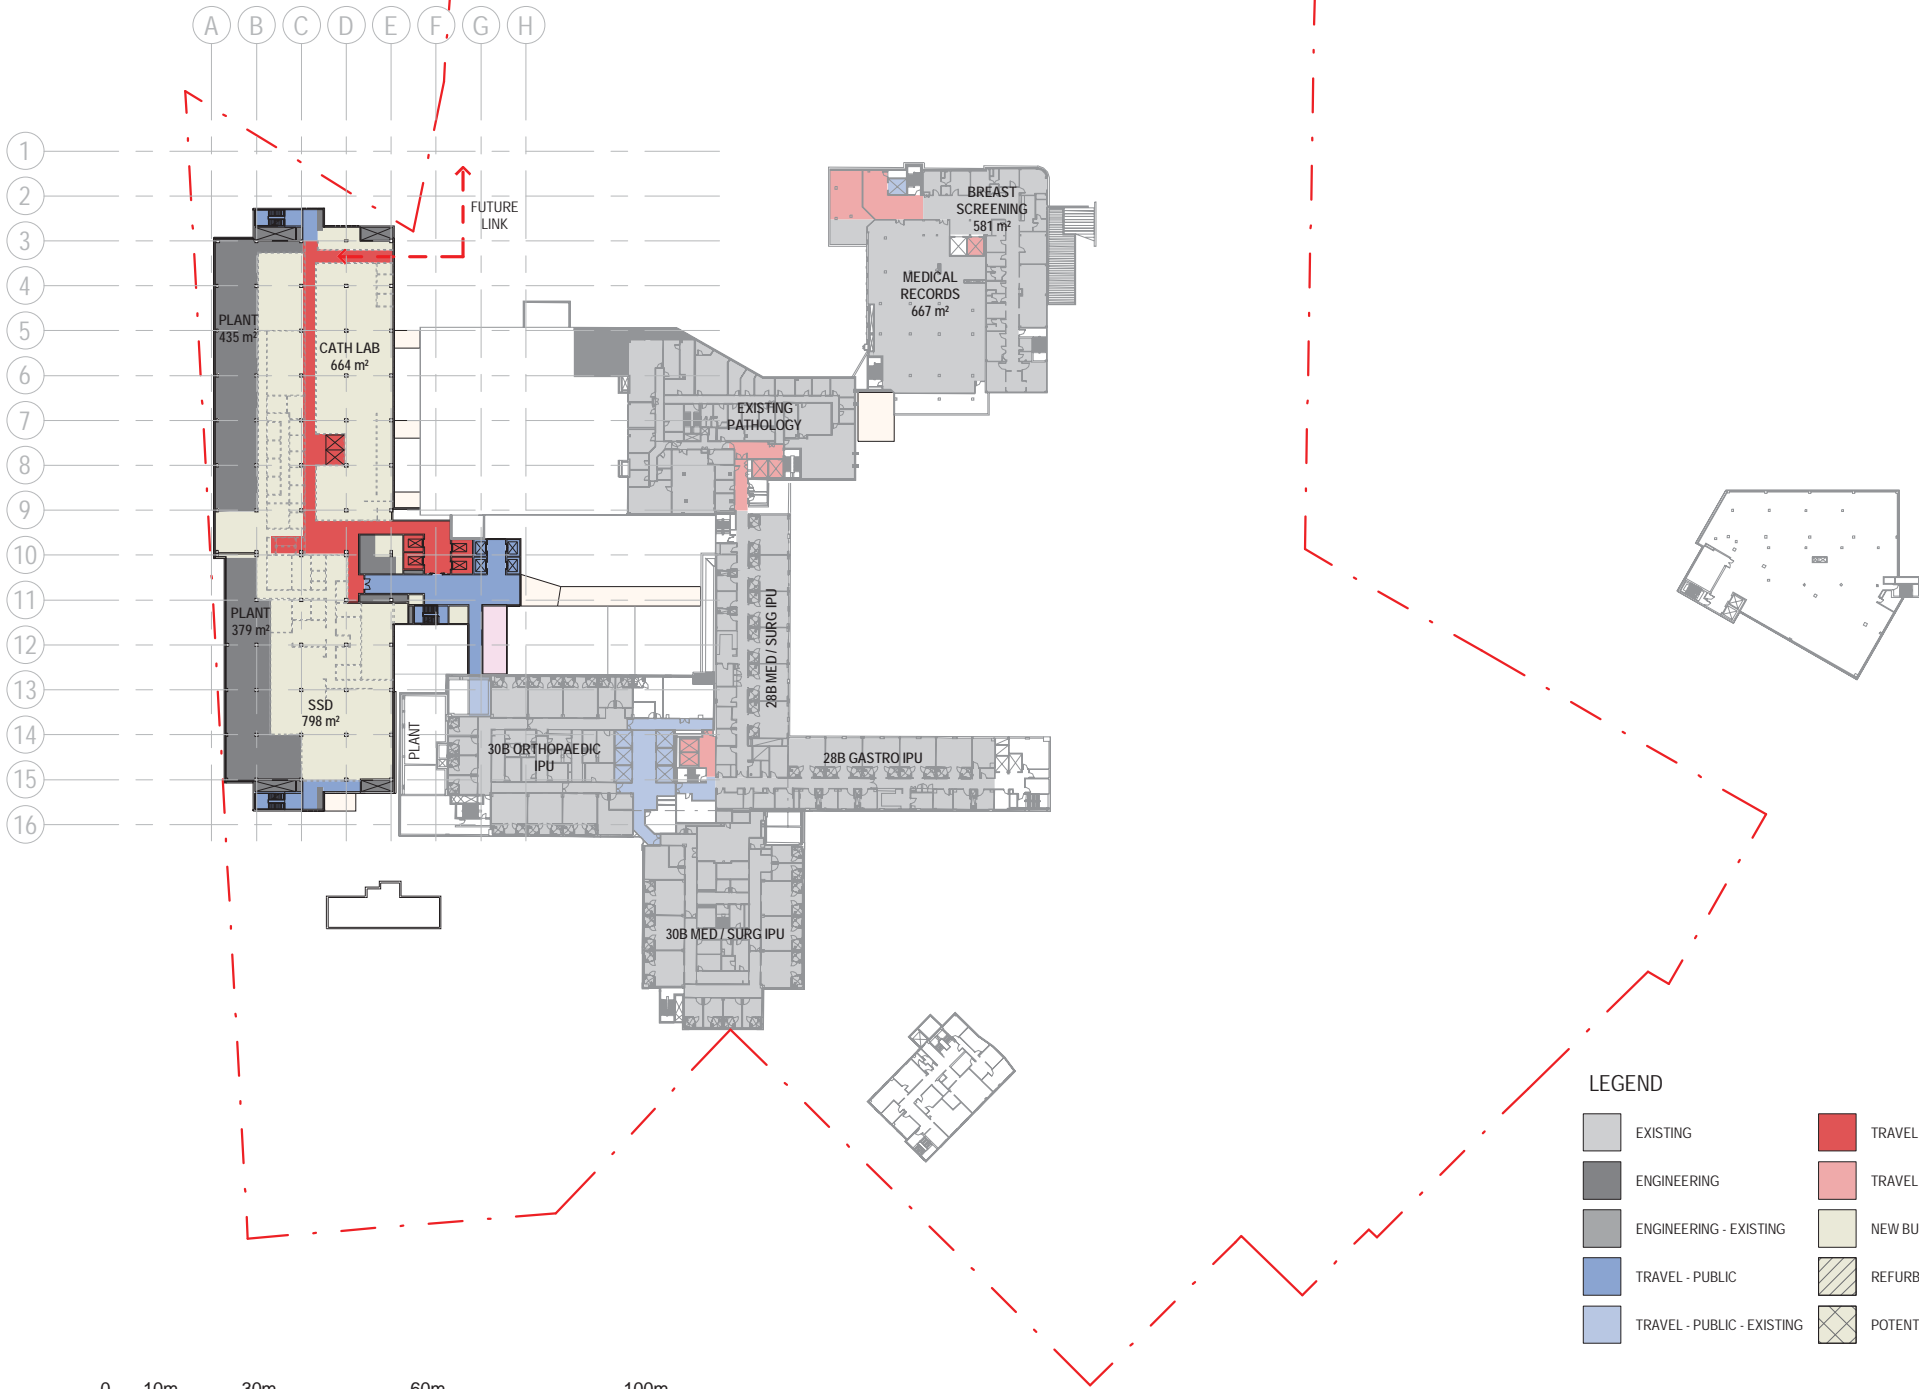 A B C D E F G H
1
2
3
4
5
6
7
8
9
10
11
12
13
14
15
16
FUTURE
LINK
BREAST
SCREENING
581 m²
MEDICAL
RECORDS
667 m²
PLANT
435 m²
CATH LAB
664 m²
EXISTING
PATHOLOGY
PLANT
379 m²
28B MED / SURG IPU
SSD
798 m²
PLANT
30B ORTHOPAEDIC
IPU
28B GASTRO IPU
30B MED / SURG IPU
LEGEND
EXISTING
ENGINEERING
ENGINEERING - EXISTING
TRAVEL - PUBLIC
TRAVEL - PUBLIC - EXISTING
TRAVEL
TRAVEL
NEW BU
REFURB
POTENT
0 10m 30m 60m 100m